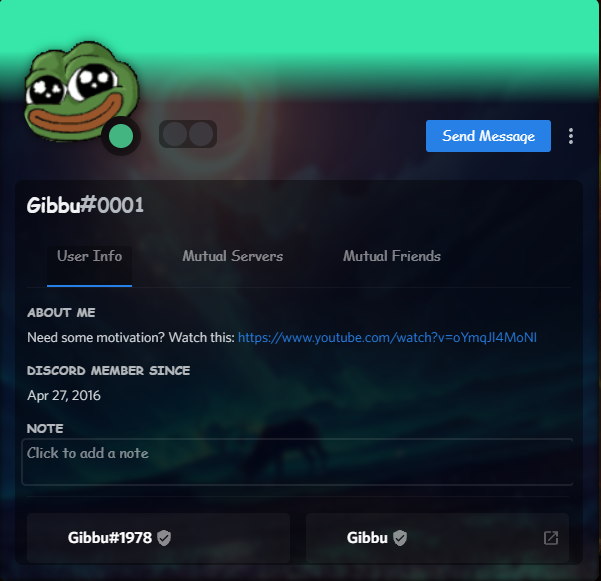 Send Message
Gibbu#0001
User Info Mutual Servers Mutual Friends
ABOUT ME
Need some motivation? Watch this: https://www.youtube.com/watch?v=oYmqJl4MoNI
DISCORD MEMBER SINCE
Apr 27, 2016
NOTE
Click to add a note
Gibbu#1978 Gibbu